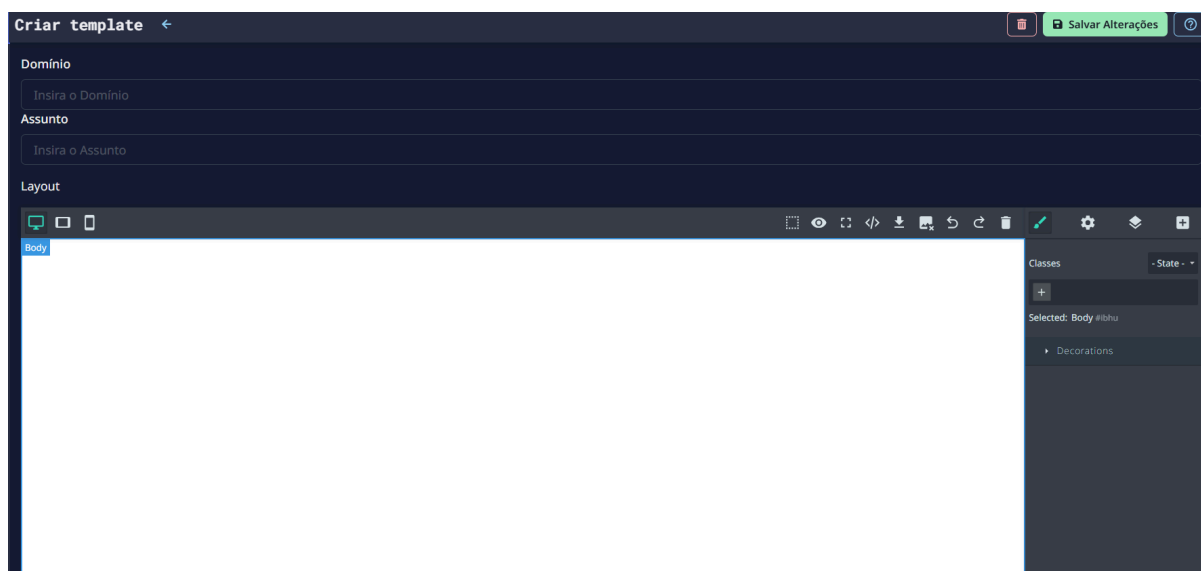 Criar template
Salvar Alterações
Domínio
Insira o Domínio
Assunto
Insira o Assunto
Layout
Body
Classes
- State -
Selected: Body #ibhu
Decorations